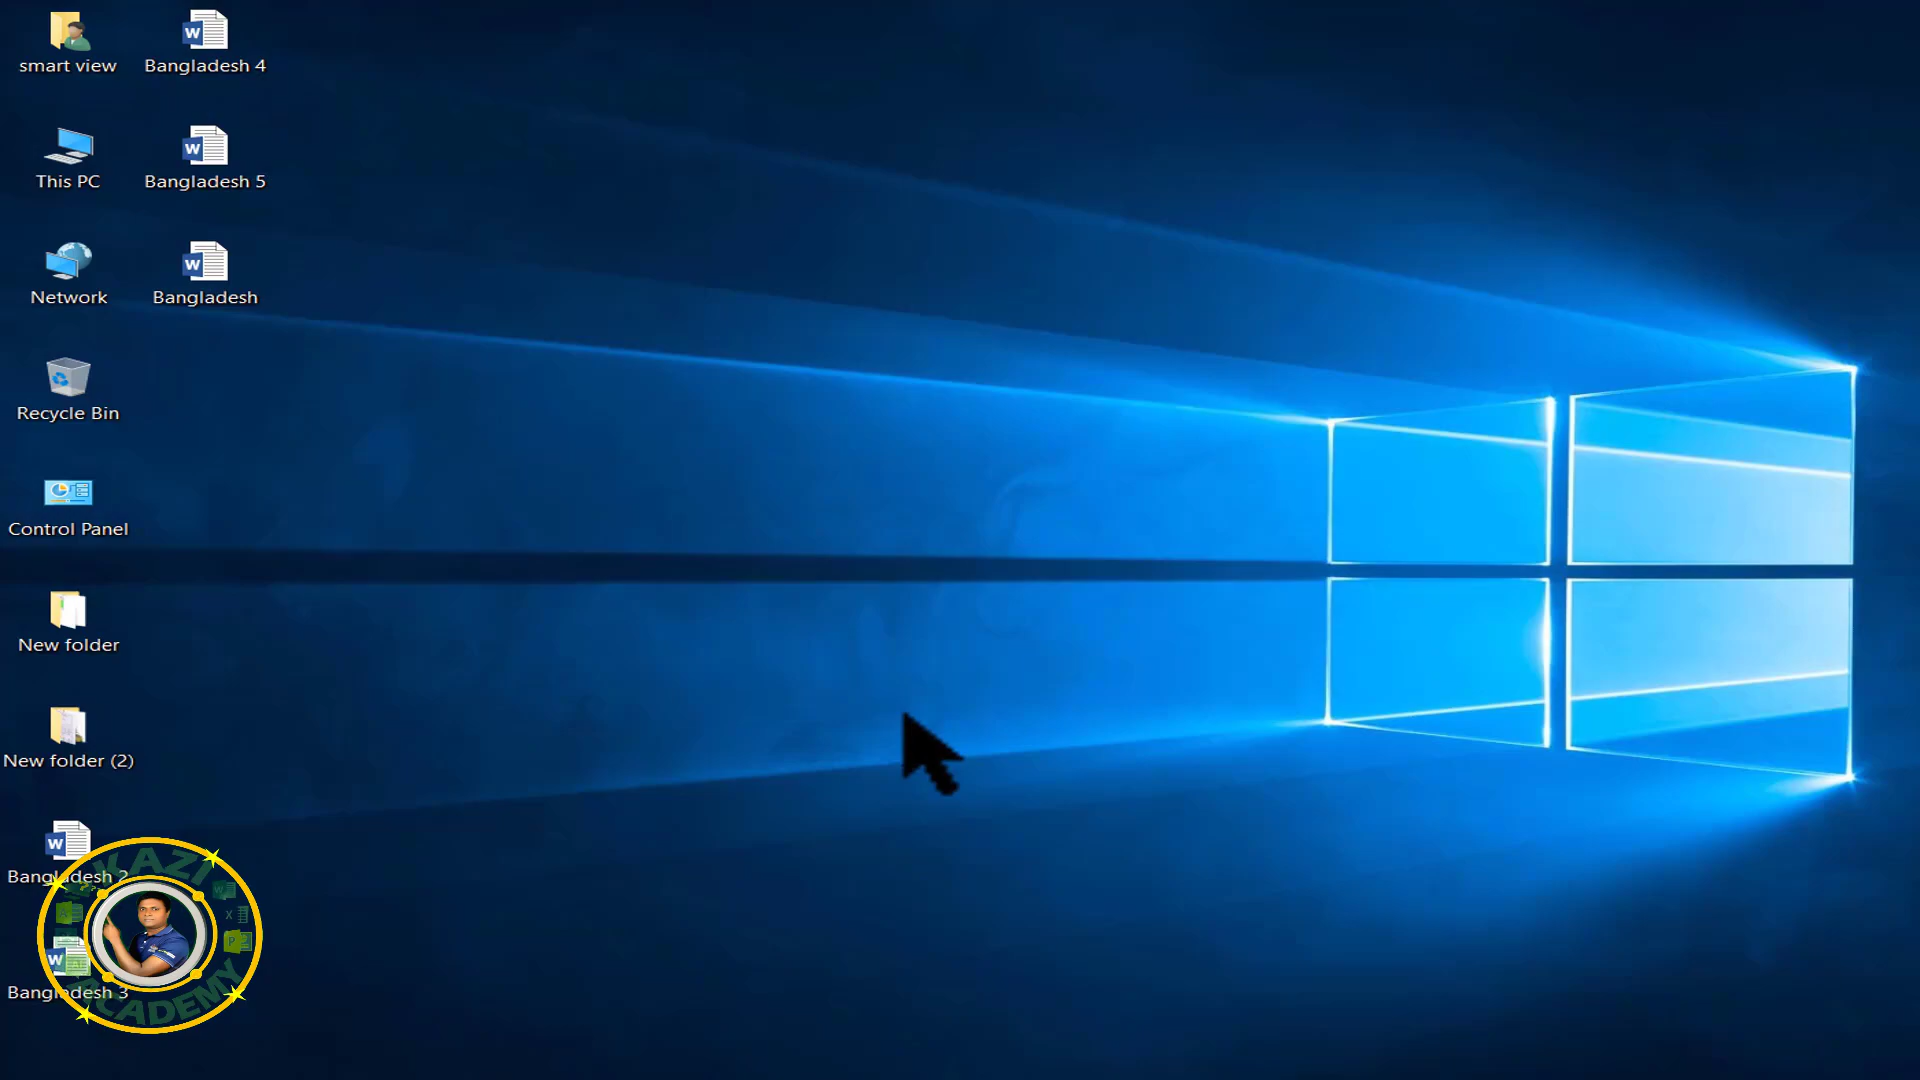 smart view
This PC
Network
Recycle Bin
Control Panel
New folder
New folder (2)
Bangladesh 2
Bangladesh 3
Bangladesh 4
Bangladesh 5
Bangladesh
KAZI
ACADEMY